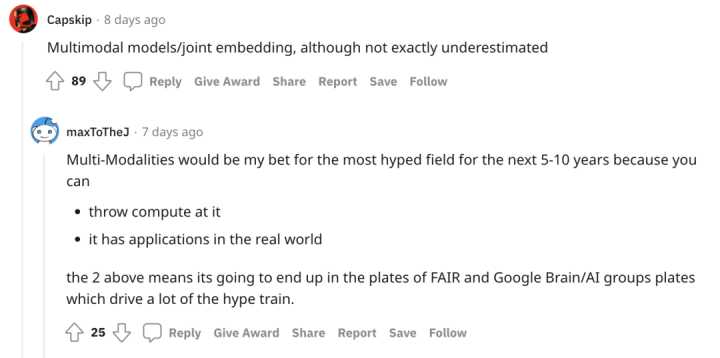 Capskip · 8 days ago
Multimodal models/joint embedding, although not exactly underestimated
89 Reply Give Award Share Report Save Follow
maxToTheJ · 7 days ago
Multi-Modalities would be my bet for the most hyped field for the next 5-10 years because you
can
• throw compute at it
• it has applications in the real world
the 2 above means its going to end up in the plates of FAIR and Google Brain/AI groups plates
which drive a lot of the hype train.
25 Reply Give Award Share Report Save Follow